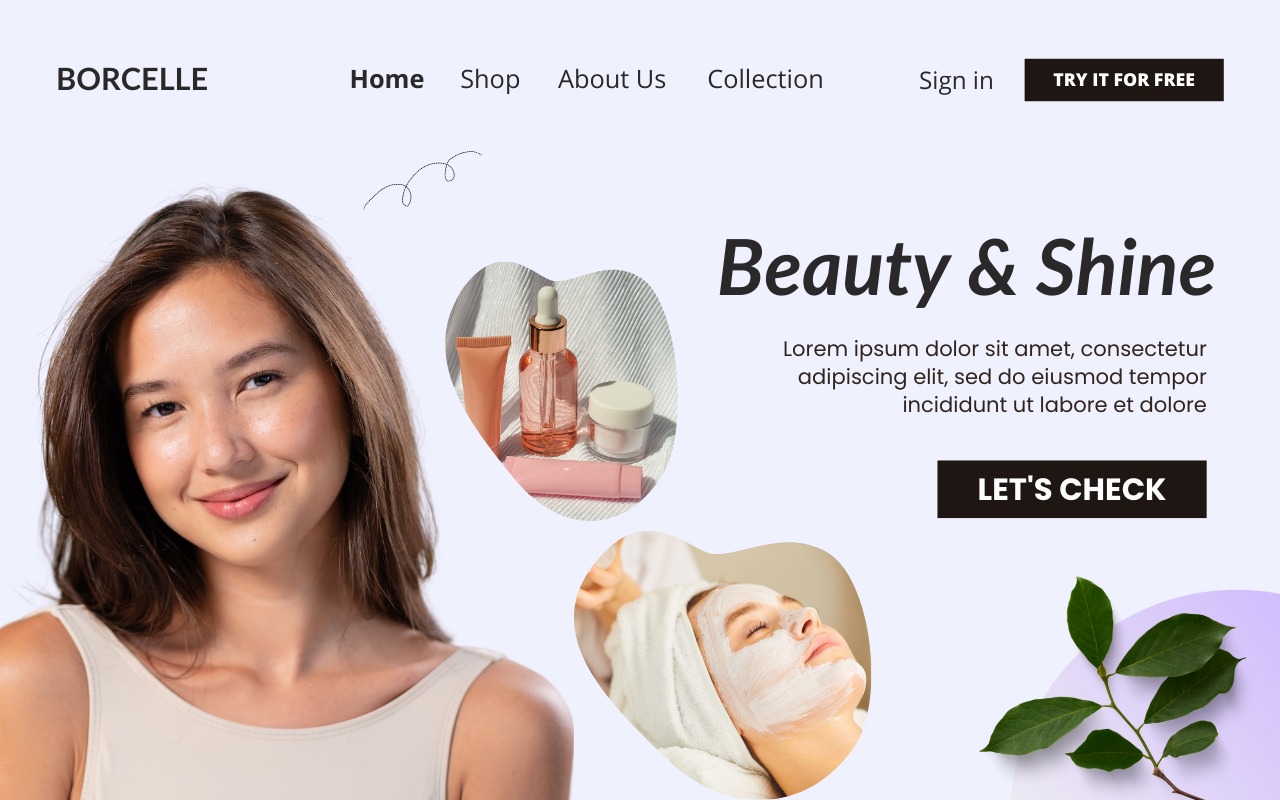 BORCELLE
Home
Shop
About Us
Collection
Sign in
TRY IT FOR FREE
Beauty & Shine
Lorem ipsum dolor sit amet, consectetur
adipiscing elit, sed do eiusmod tempor
incididunt ut labore et dolore
LET'S CHECK